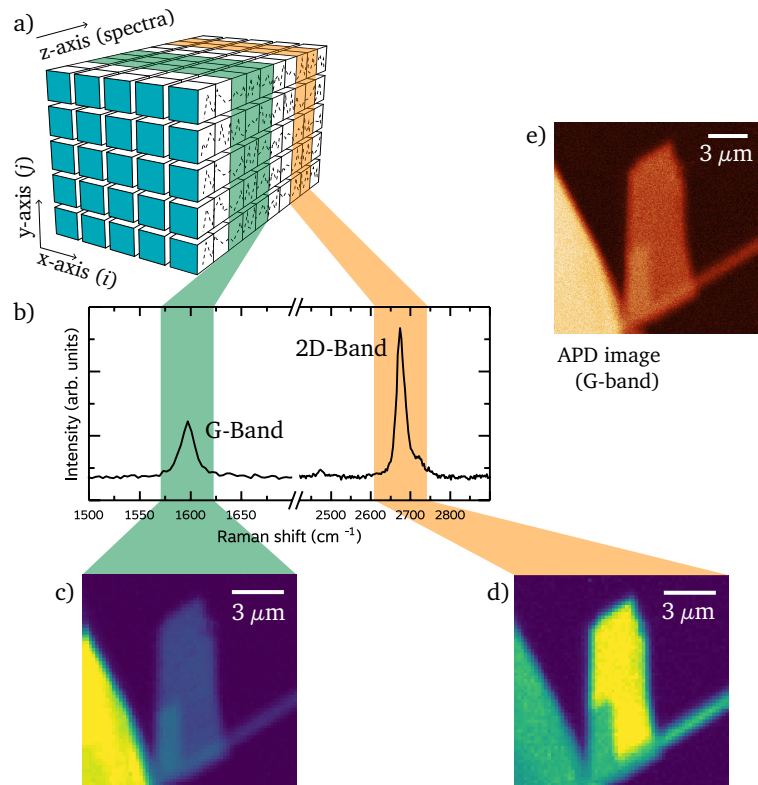 a)
z-axis (spectra)
y-axis (j)
x-axis (i)
e)
3 μm
APD image
(G-band)
b)
Intensity (arb. units)
2D-Band
G-Band
1500 1550 1600 1650 2500 2600 2700 2800
Raman shift (cm⁻¹)
c)
3 μm
d)
3 μm